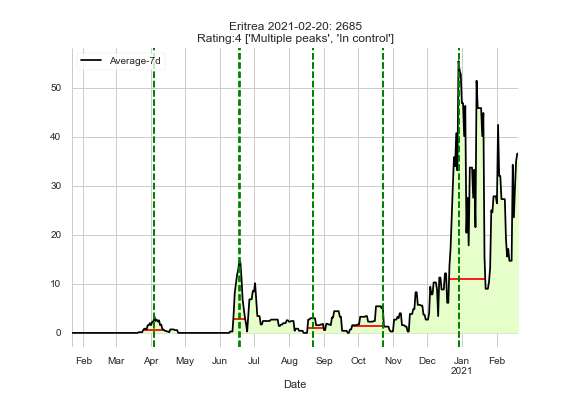 Eritrea 2021-02-20: 2685
Rating:4 ['Multiple peaks', 'In control']
Average-7d
50
40
30
20
10
0
Feb Mar Apr May Jun Jul Aug Sep Oct Nov Dec Jan Feb
2021
Date